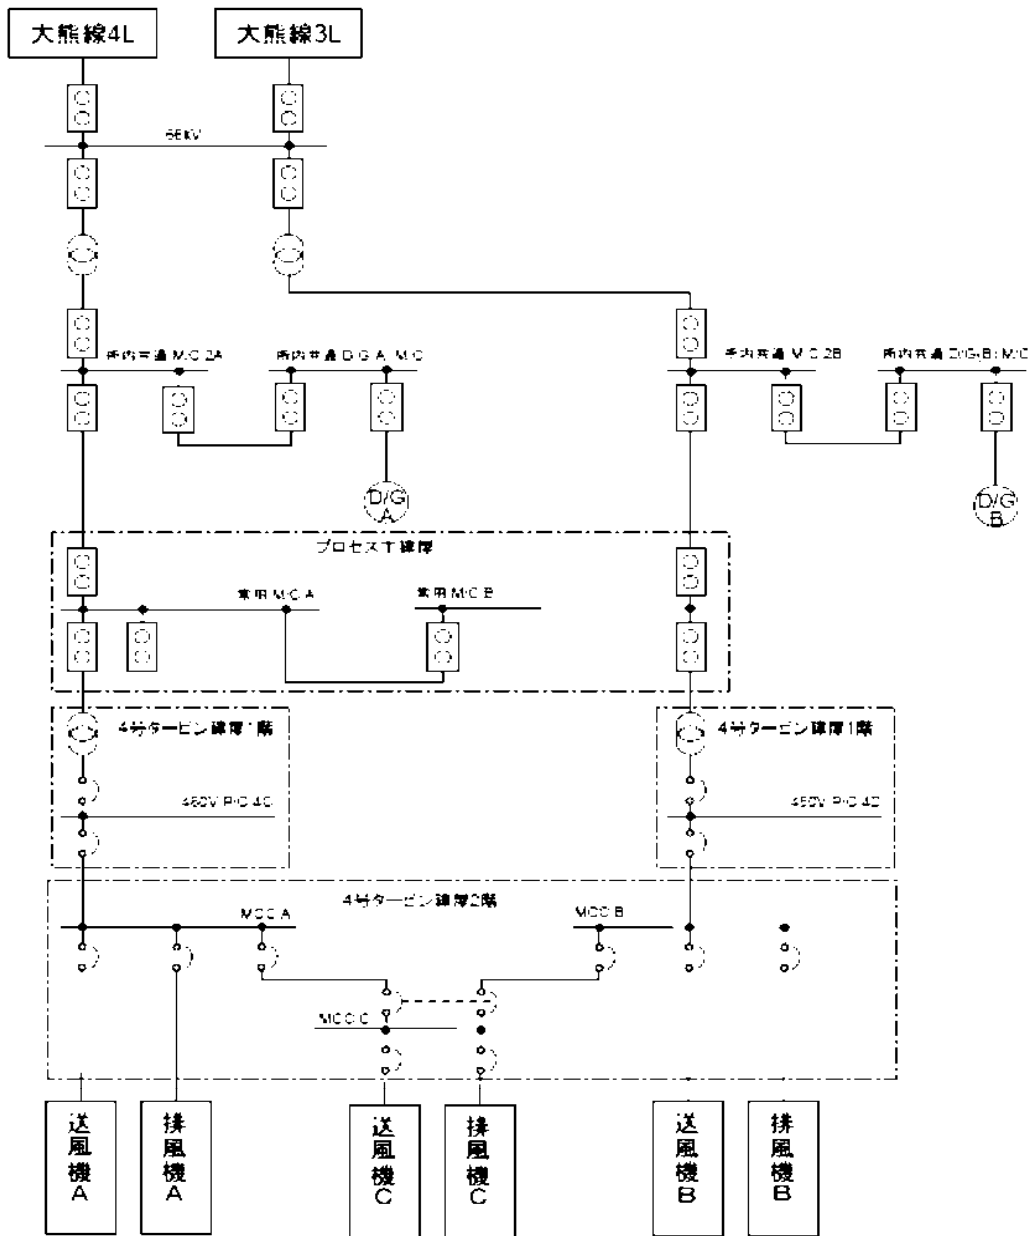 大熊線4L
大熊線3L
66KV
所内共通 M/C 2A
所内共通 D/G(A) M/C
所内共通 M/C 2B
所内共通 D/G(B) M/C
D/G
A
D/G
B
プロセス主建屋
常用 M/C A
常用 M/C B
4号タービン建屋1階
4号タービン建屋1階
480V P/C 4C
480V P/C 4D
4号タービン建屋2階
MCC A
MCC B
MCC C
送風機A
排風機A
送風機C
排風機C
送風機B
排風機B